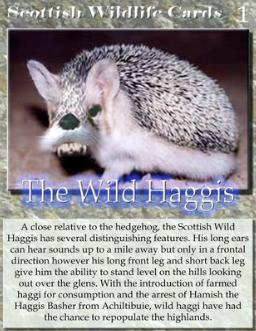 Scottish Wildlife Cards 1
The Wild Haggis
A close relative to the hedgehog, the Scottish Wild
Haggis has several distinguishing features. His long ears
can hear sounds up to a mile away but only in a frontal
direction however his long front leg and short back leg
give him the ability to stand level on the hills looking
out over the glens. With the introduction of farmed
haggi for consumption and the arrest of Hamish the
Haggis Basher from Achiltibuie, wild haggi have had
the chance to repopulate the highlands.